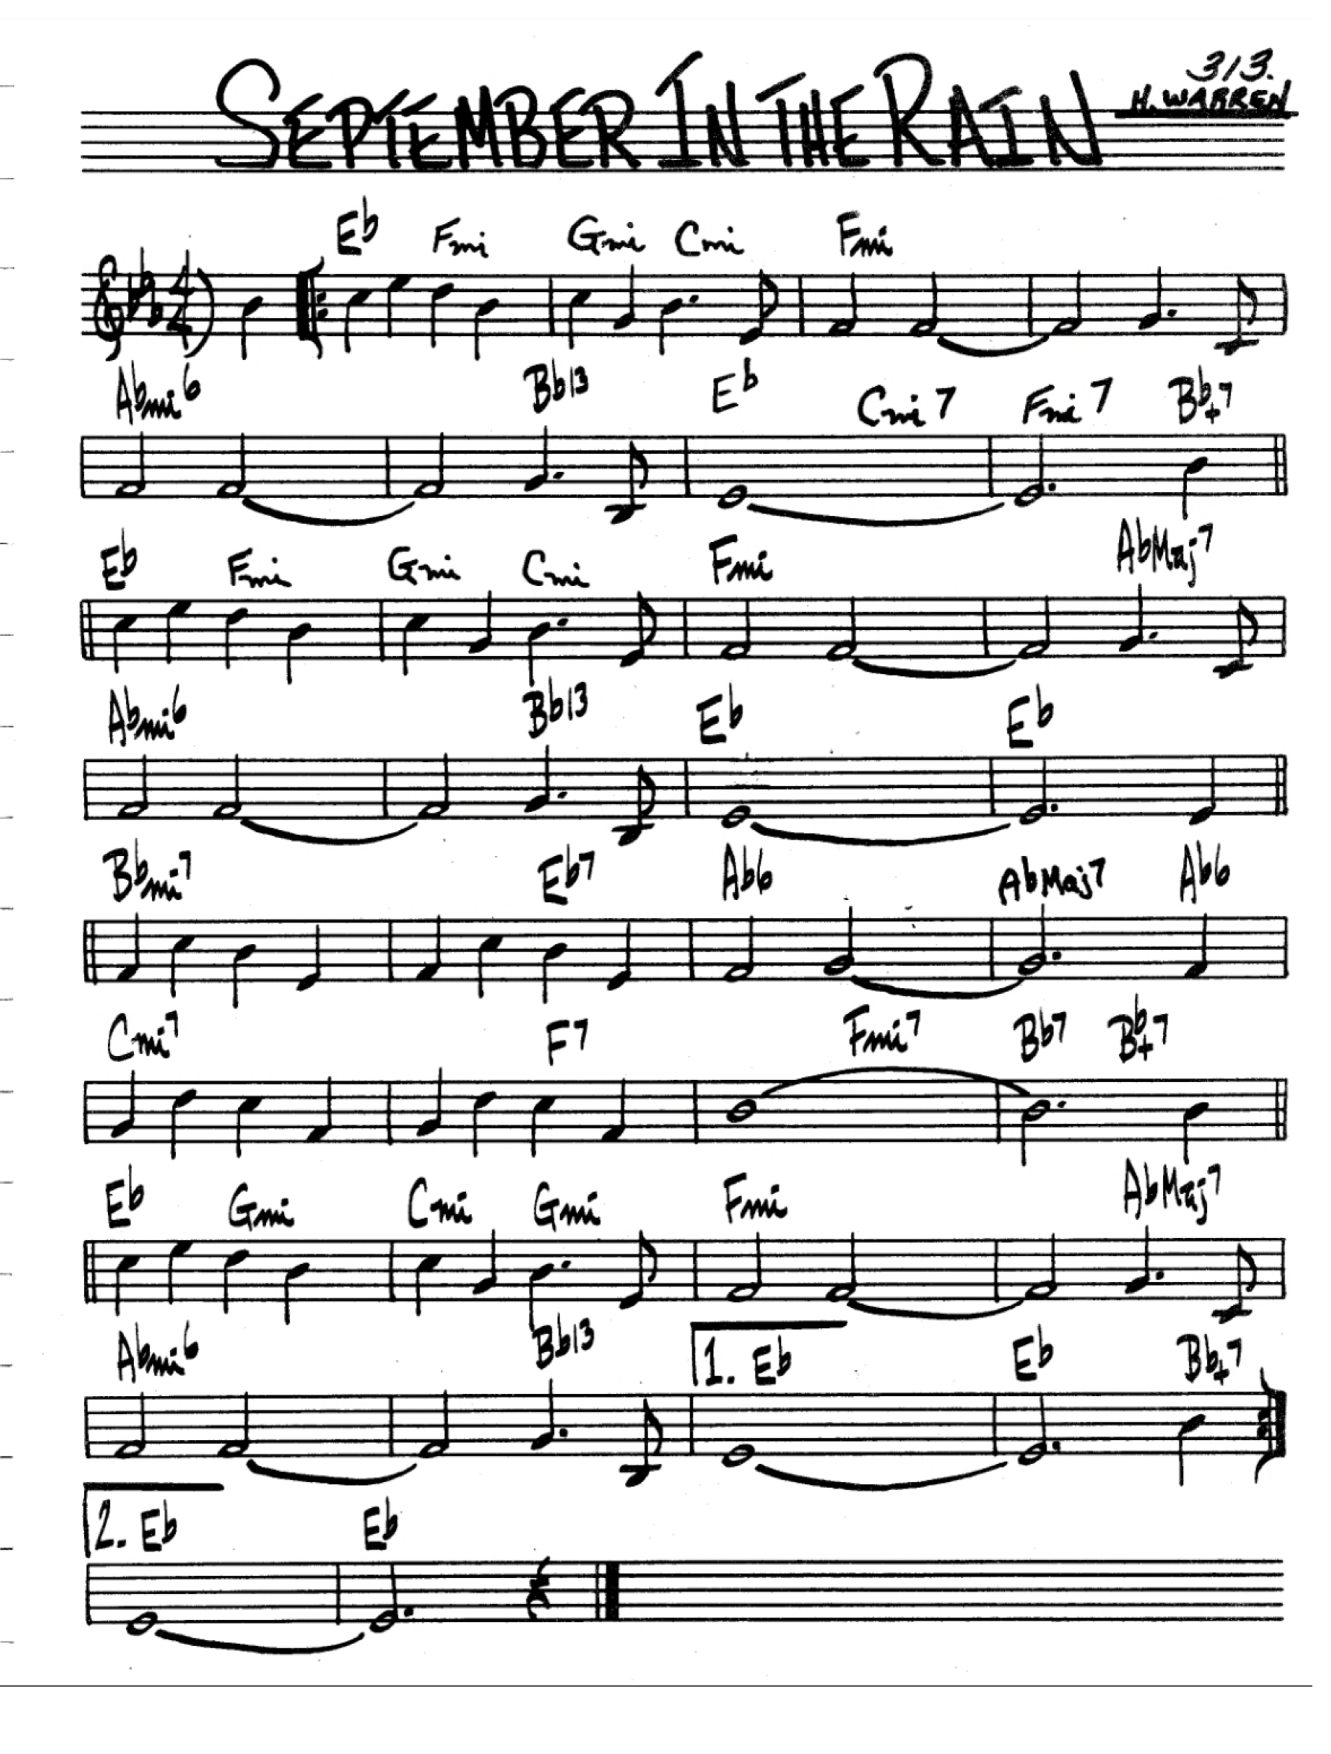 313.
SEPTEMBER IN THE RAIN
H. WARREN
Eb Fmi Gmi Cmi Fmi
4/4
Abmi6 Bb13 Eb Cmi7 Fmi7 Bb+7
Eb Fmi Gmi Cmi Fmi AbMaj7
Abmi6 Bb13 Eb Eb
Bbmi7 Eb7 Ab6 AbMaj7 Ab6
Cmi7 F7 Fmi7 Bb7 Bb+7
Eb Gmi Cmi Gmi Fmi AbMaj7
Abmi6 Bb13 1. Eb Eb Bb+7
2. Eb Eb